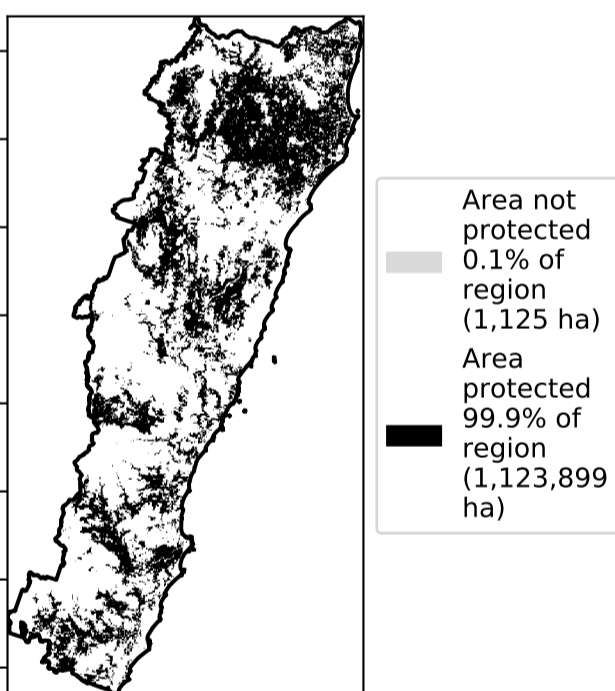 Area not
protected
0.1% of
region
(1,125 ha)
Area
protected
99.9% of
region
(1,123,899
ha)